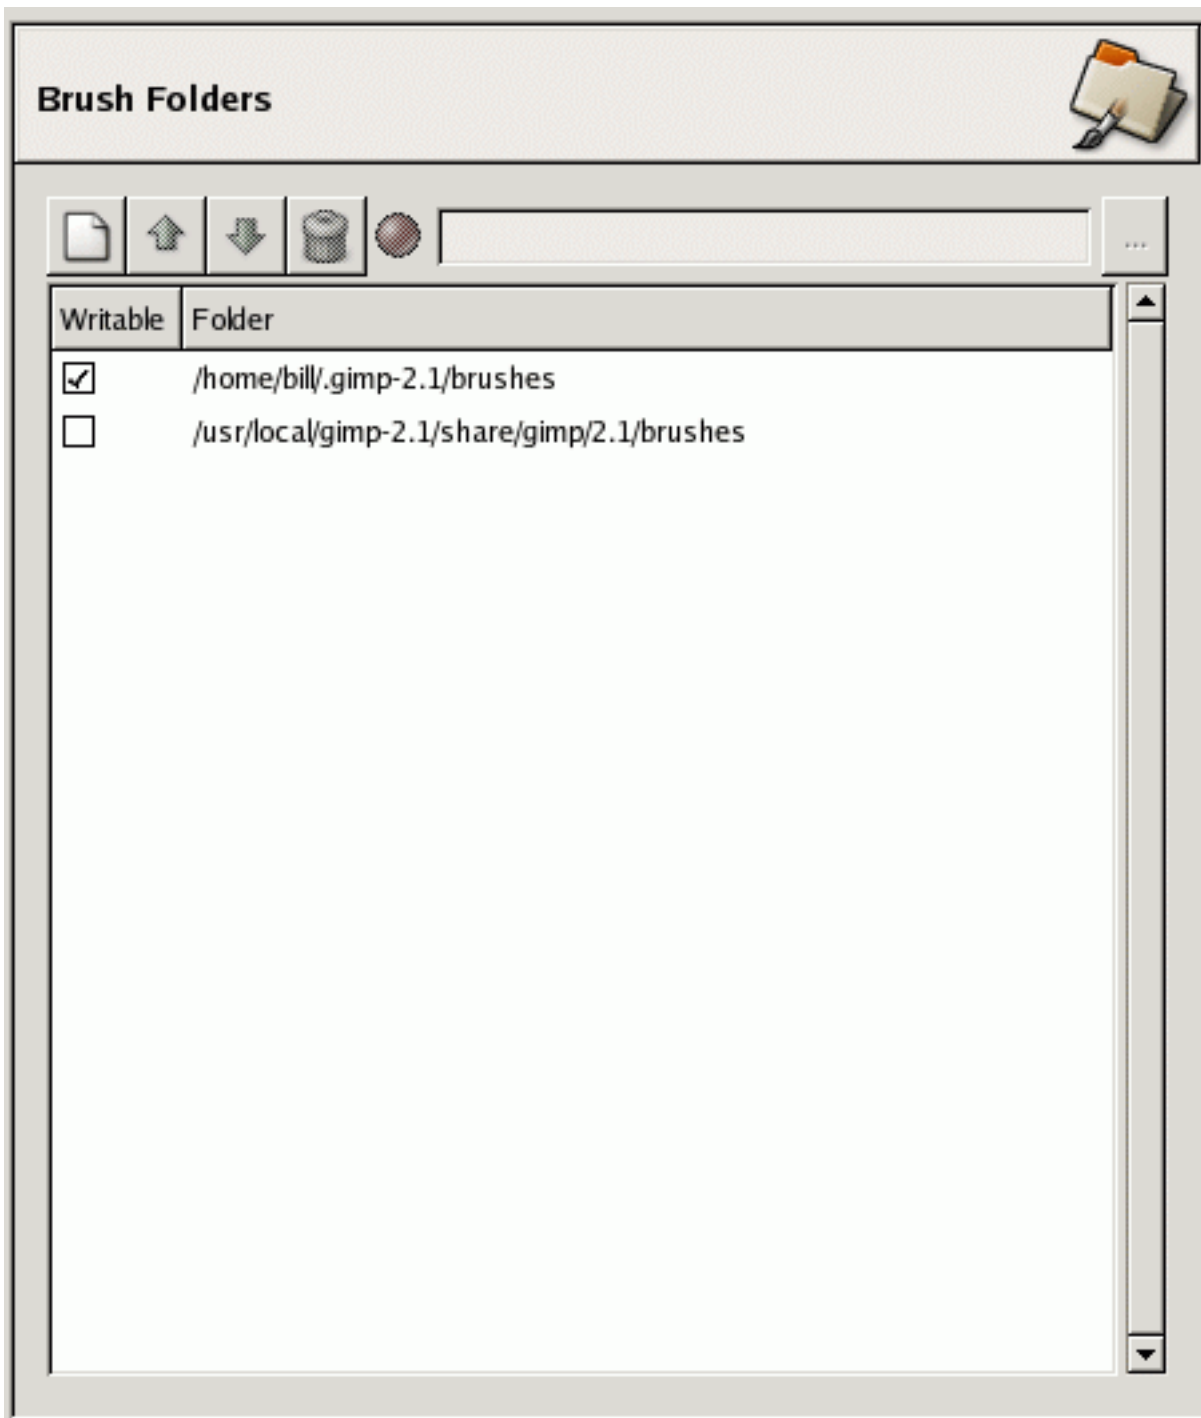 Brush Folders
...
Writable Folder
/home/bill/.gimp-2.1/brushes
/usr/local/gimp-2.1/share/gimp/2.1/brushes